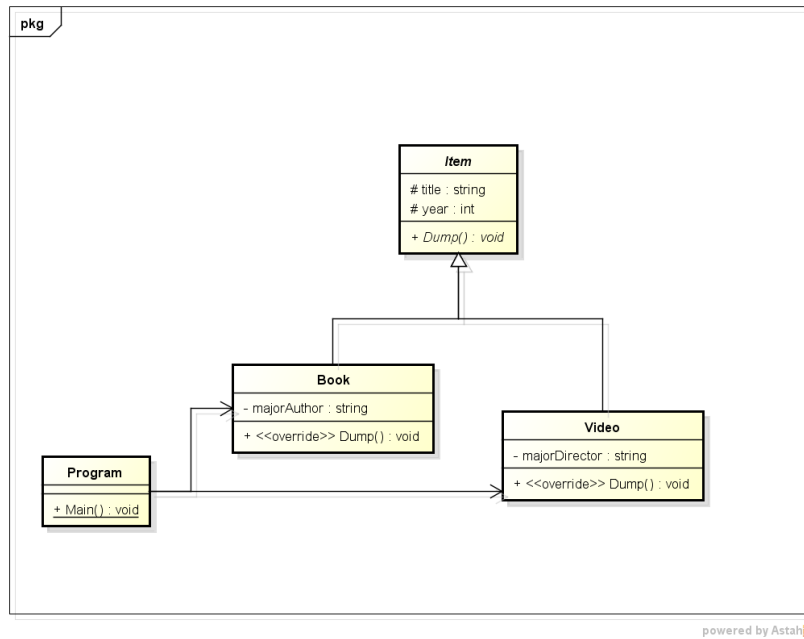 pkg
Item
# title : string
# year : int
+ Dump() : void
Book
- majorAuthor : string
+ <<override>> Dump() : void
Video
- majorDirector : string
+ <<override>> Dump() : void
Program
+ Main() : void
powered by Astah